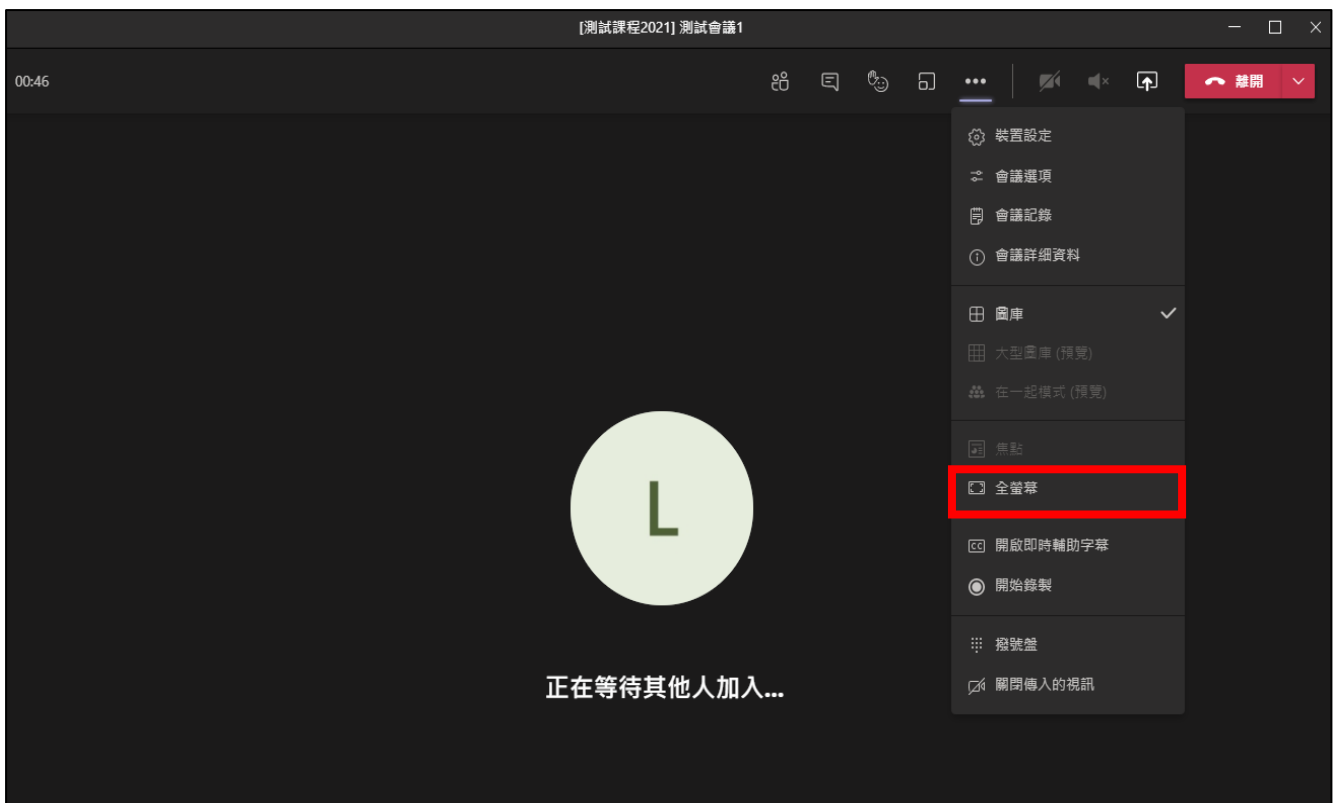 [測試課程2021] 測試會議1
00:46
離開
裝置設定
會議選項
會議記錄
會議詳細資料
圖庫
大型圖庫 (預覽)
在一起模式 (預覽)
焦點
全螢幕
CC 開啟即時輔助字幕
開始錄製
撥號盤
關閉傳入的視訊
L
正在等待其他人加入...